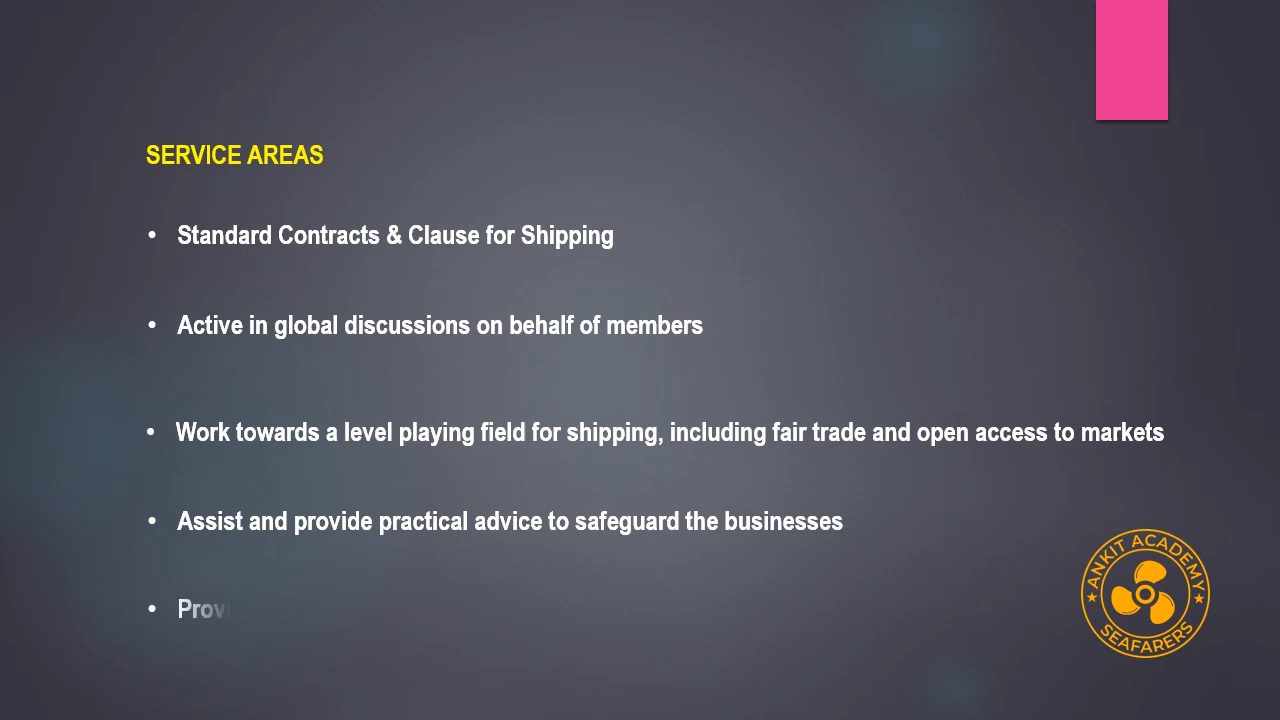 SERVICE AREAS
• Standard Contracts & Clause for Shipping
• Active in global discussions on behalf of members
• Work towards a level playing field for shipping, including fair trade and open access to markets
• Assist and provide practical advice to safeguard the businesses
• Prov
ANKIT ACADEMY
SEAFARERS